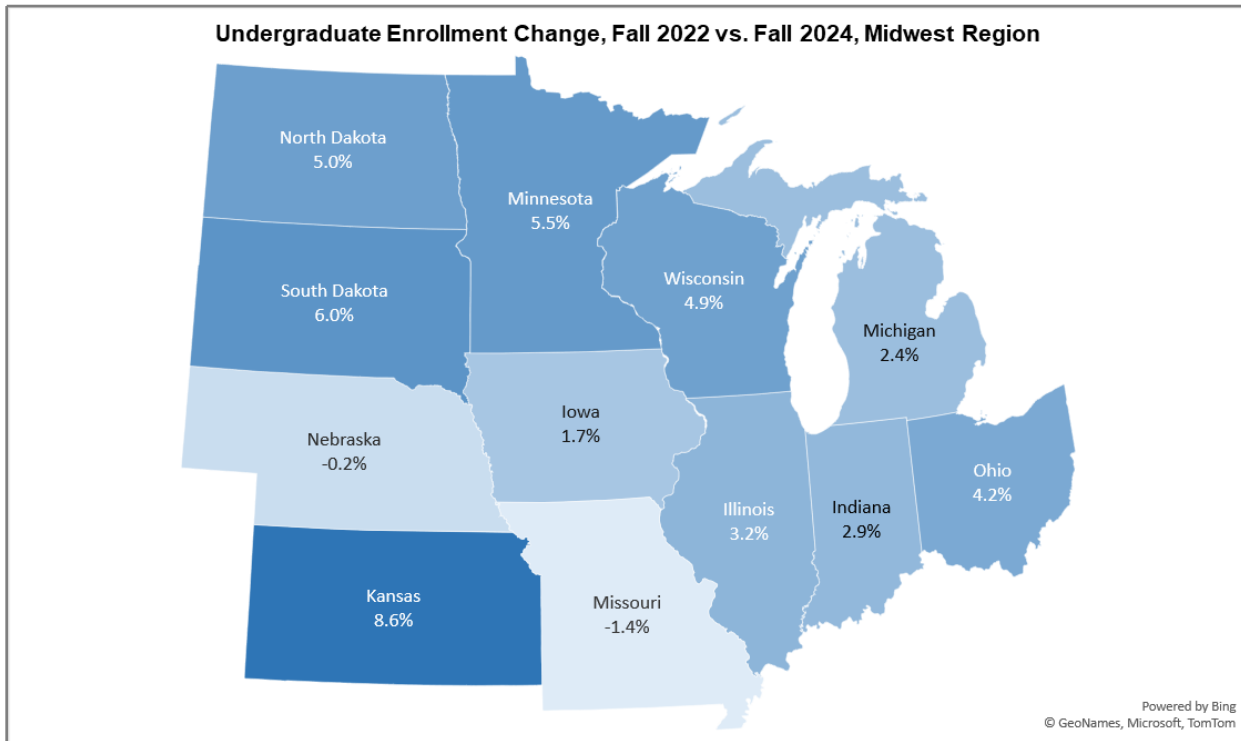 Undergraduate Enrollment Change, Fall 2022 vs. Fall 2024, Midwest Region
North Dakota
5.0%
Minnesota
5.5%
Wisconsin
4.9%
South Dakota
6.0%
Michigan
2.4%
Iowa
1.7%
Nebraska
-0.2%
Ohio
4.2%
Illinois
3.2%
Indiana
2.9%
Kansas
8.6%
Missouri
-1.4%
Powered by Bing
© GeoNames, Microsoft, TomTom